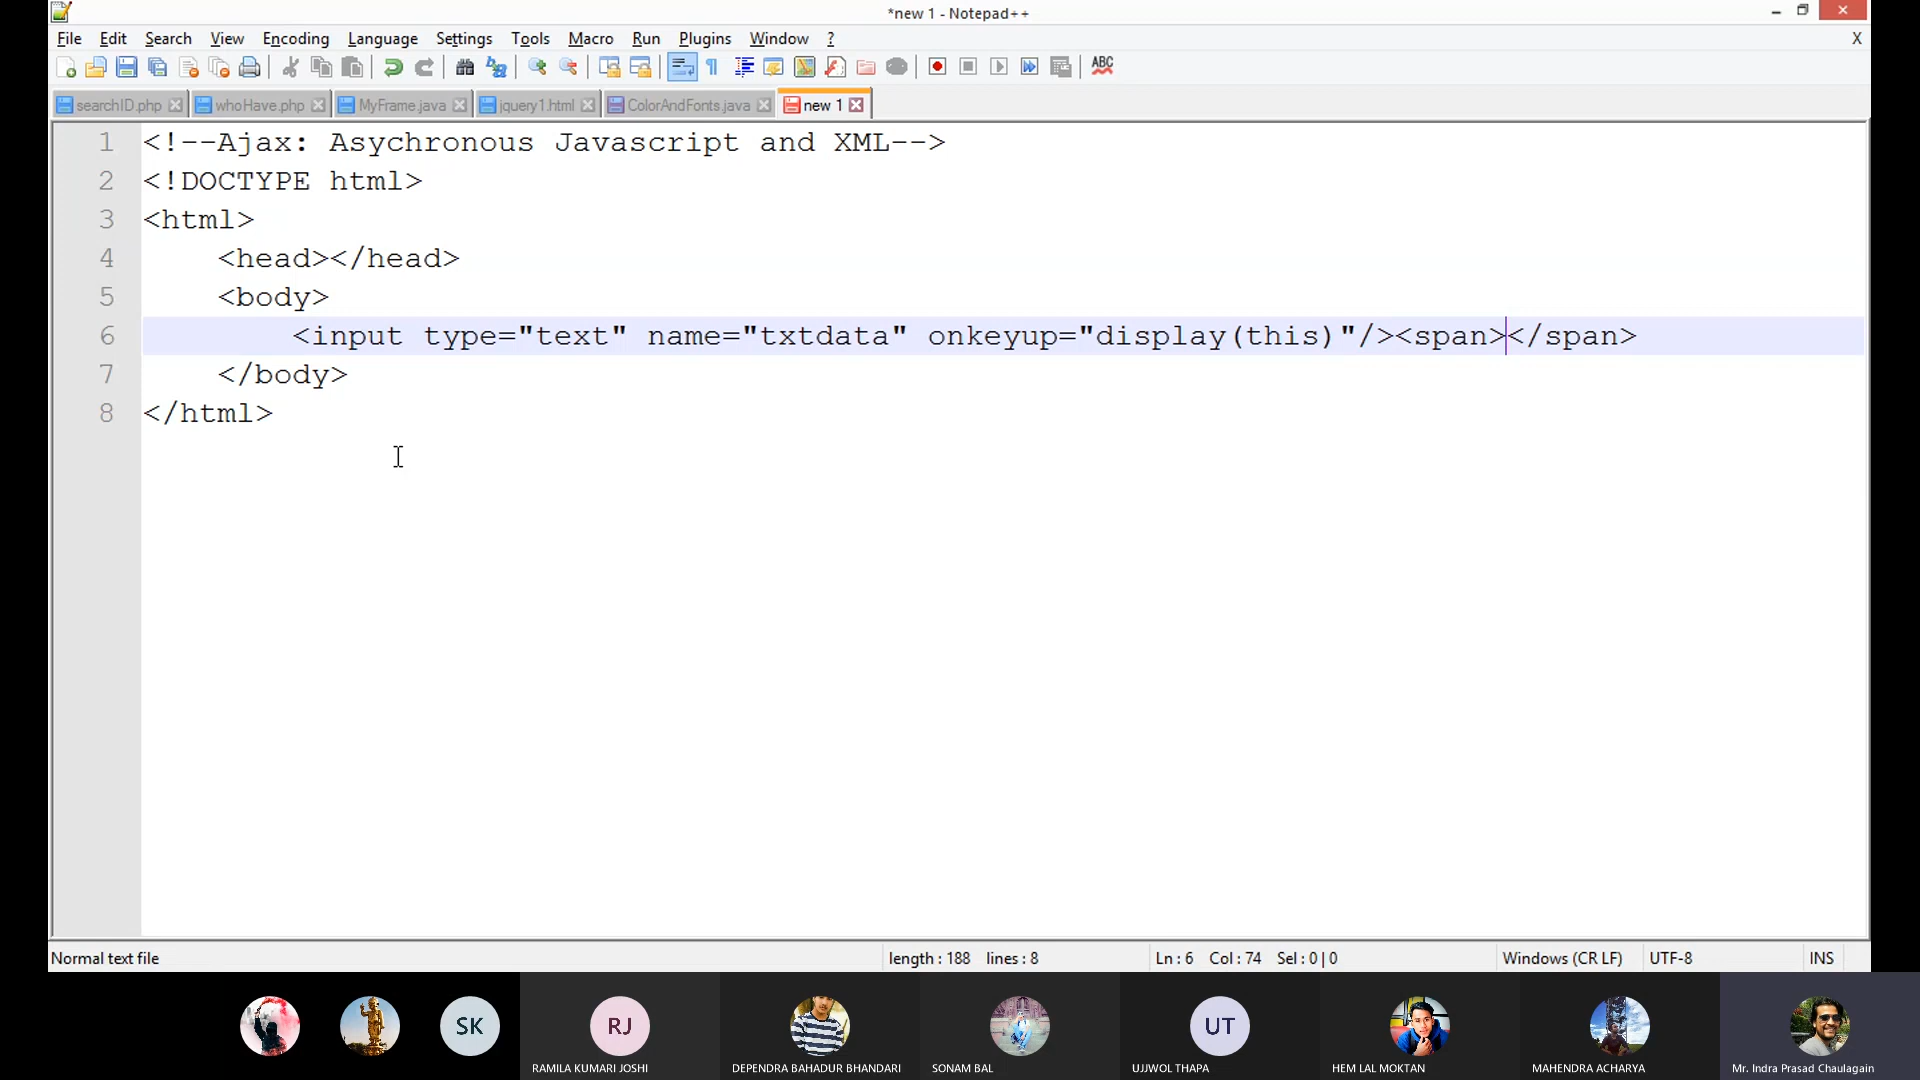 *new 1 - Notepad++
File Edit Search View Encoding Language Settings Tools Macro Run Plugins Window ? X
ABC
searchID.php whoHave.php MyFrame.java jquery1.html ColorAndFonts.java new 1
1 <!--Ajax: Asychronous Javascript and XML-->
2 <!DOCTYPE html>
3 <html>
4 <head></head>
5 <body>
6 <input type="text" name="txtdata" onkeyup="display(this)"/><span></span>
7 </body>
8 </html>
Normal text file length : 188 lines : 8 Ln : 6 Col : 74 Sel : 0 | 0 Windows (CR LF) UTF-8 INS
SK RJ UT
RAMILA KUMARI JOSHI DEPENDRA BAHADUR BHANDARI SONAM BAL UJJWOL THAPA HEM LAL MOKTAN MAHENDRA ACHARYA Mr. Indra Prasad Chaulagain